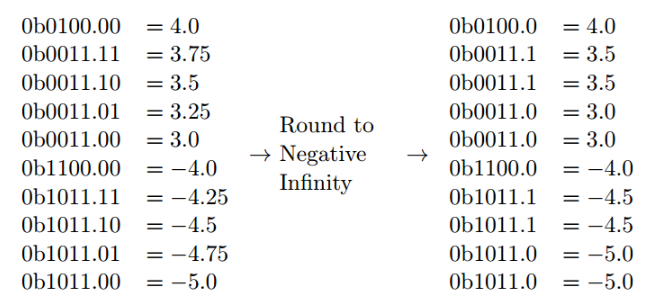 0b0100.00 = 4.0 0b0100.0 = 4.0
0b0011.11 = 3.75 0b0011.1 = 3.5
0b0011.10 = 3.5 0b0011.1 = 3.5
0b0011.01 = 3.25 0b0011.0 = 3.0
0b0011.00 = 3.0 Round to 0b0011.0 = 3.0
0b1100.00 = −4.0 → Negative → 0b1100.0 = −4.0
0b1011.11 = −4.25 Infinity 0b1011.1 = −4.5
0b1011.10 = −4.5 0b1011.1 = −4.5
0b1011.01 = −4.75 0b1011.0 = −5.0
0b1011.00 = −5.0 0b1011.0 = −5.0